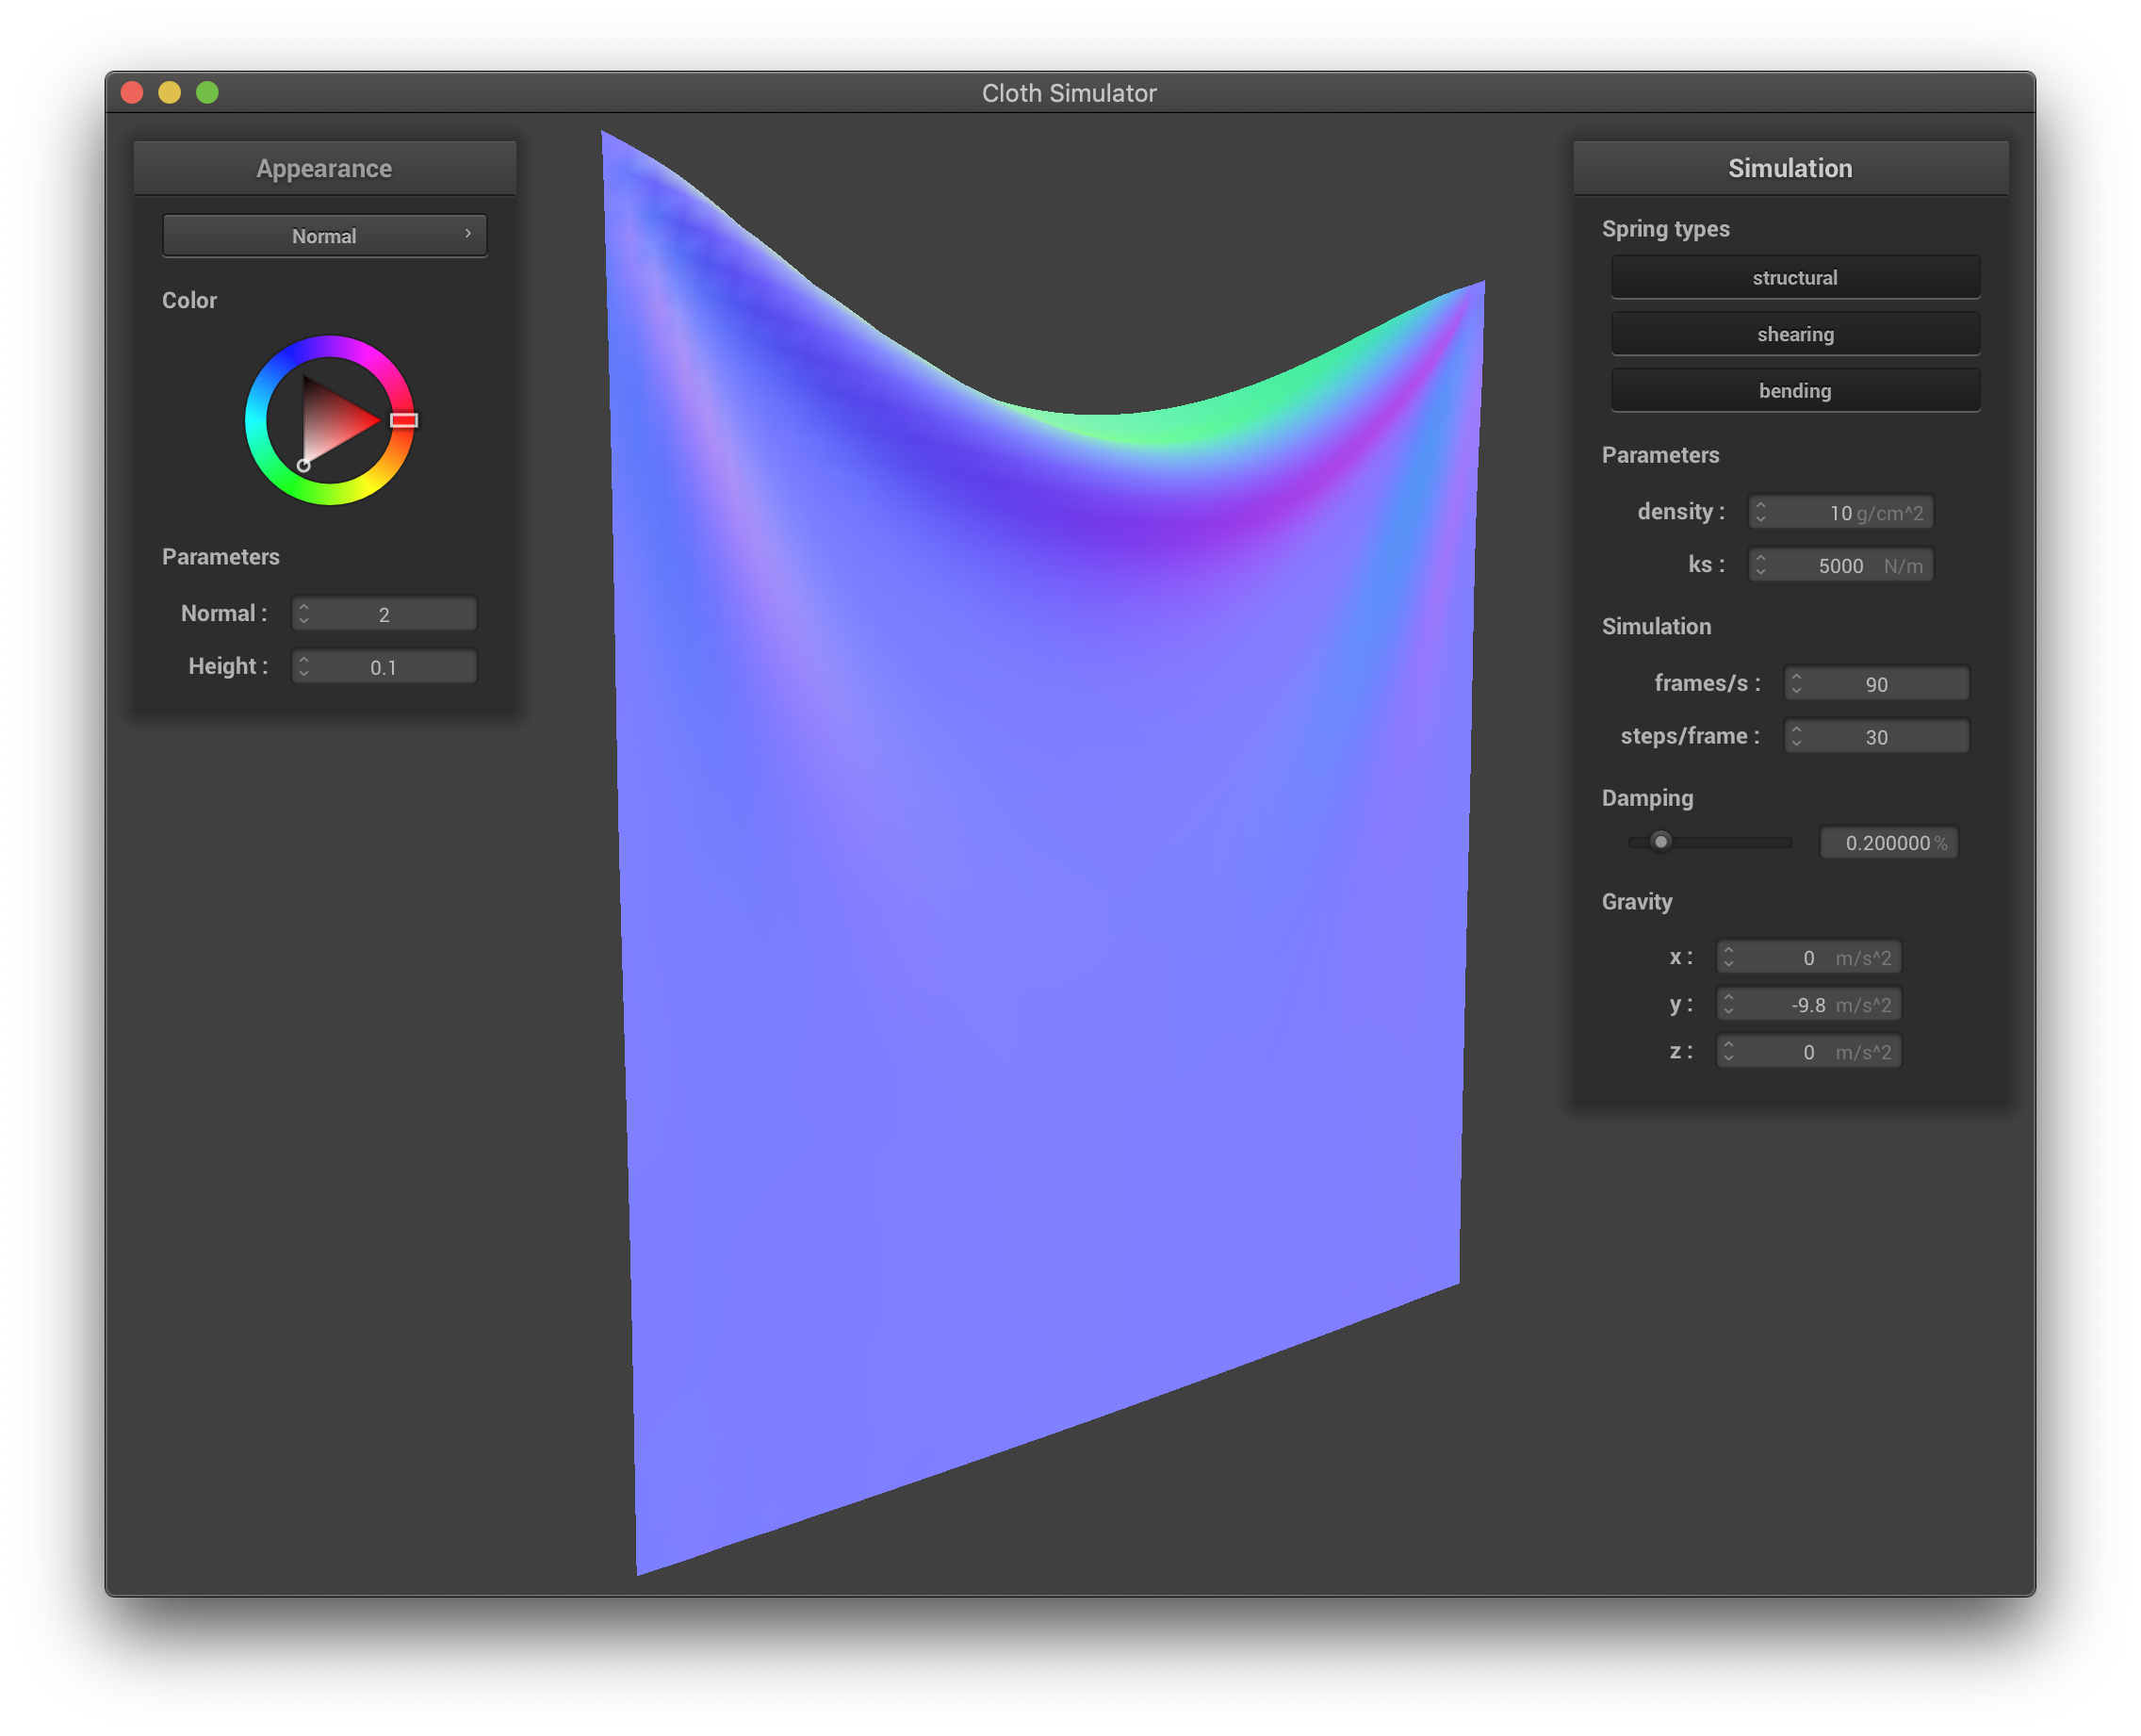 Cloth Simulator
Appearance
Normal
Color
Parameters
Normal : 2
Height : 0.1
Simulation
Spring types
structural
shearing
bending
Parameters
density : 10 g/cm^2
ks : 5000 N/m
Simulation
frames/s : 90
steps/frame : 30
Damping
0.200000 %
Gravity
x : 0 m/s^2
y : -9.8 m/s^2
z : 0 m/s^2